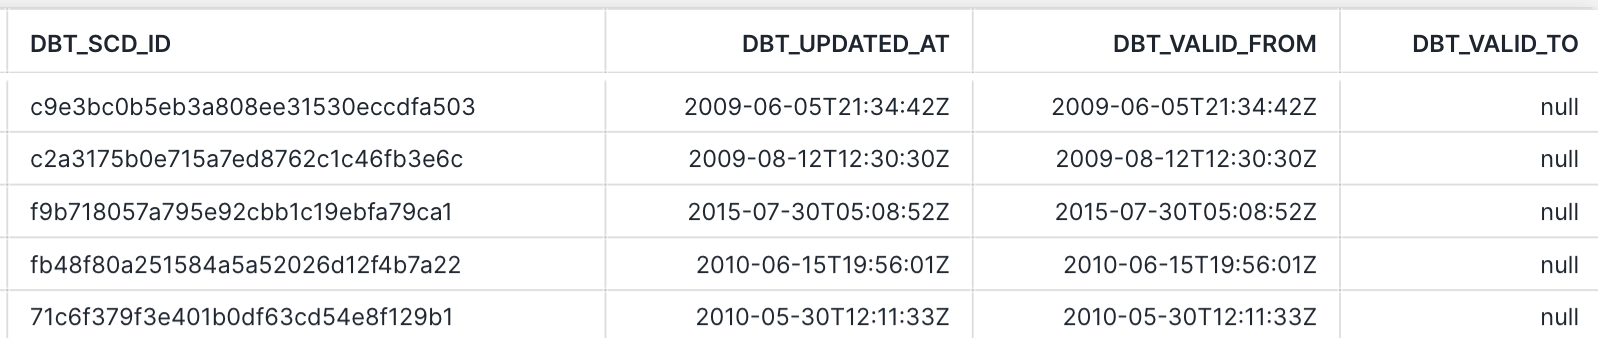 DBT_SCD_ID DBT_UPDATED_AT DBT_VALID_FROM DBT_VALID_TO
c9e3bc0b5eb3a808ee31530eccdfa503 2009-06-05T21:34:42Z 2009-06-05T21:34:42Z null
c2a3175b0e715a7ed8762c1c46fb3e6c 2009-08-12T12:30:30Z 2009-08-12T12:30:30Z null
f9b718057a795e92cbb1c19ebfa79ca1 2015-07-30T05:08:52Z 2015-07-30T05:08:52Z null
fb48f80a251584a5a52026d12f4b7a22 2010-06-15T19:56:01Z 2010-06-15T19:56:01Z null
71c6f379f3e401b0df63cd54e8f129b1 2010-05-30T12:11:33Z 2010-05-30T12:11:33Z null